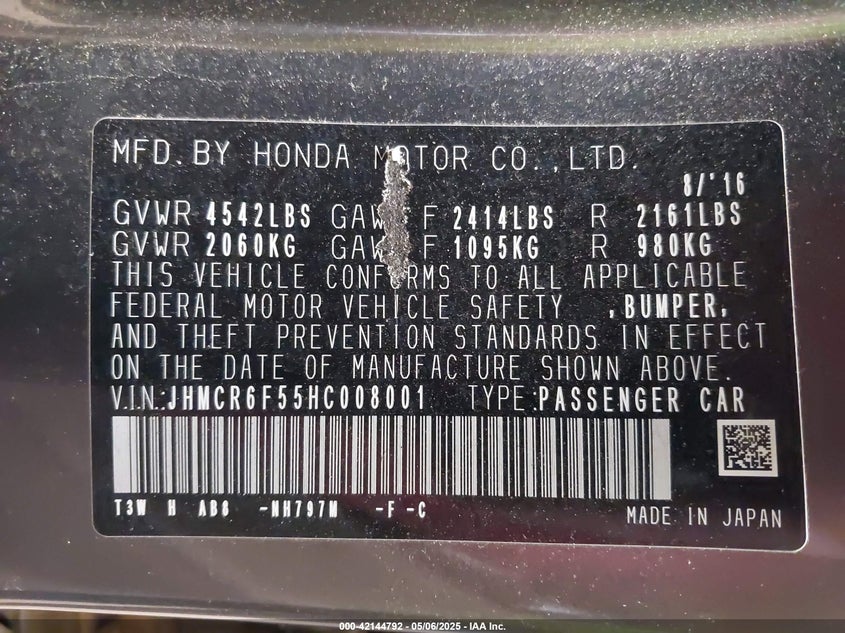 MFD. BY HONDA MOTOR CO., LTD.
8/'16
GVWR 4542LBS GAWR F 2414LBS R 2161LBS
GVWR 2060KG GAWR F 1095KG R 980KG
THIS VEHICLE CONFORMS TO ALL APPLICABLE
FEDERAL MOTOR VEHICLE SAFETY ,BUMPER,
AND THEFT PREVENTION STANDARDS IN EFFECT
ON THE DATE OF MANUFACTURE SHOWN ABOVE.
V.I.N.:JHMCR6F55HC008001 TYPE:PASSENGER CAR
T3W H AB8 -NH797M -F -C
MADE IN JAPAN
000-42144792 - 05/06/2025 - IAA Inc.